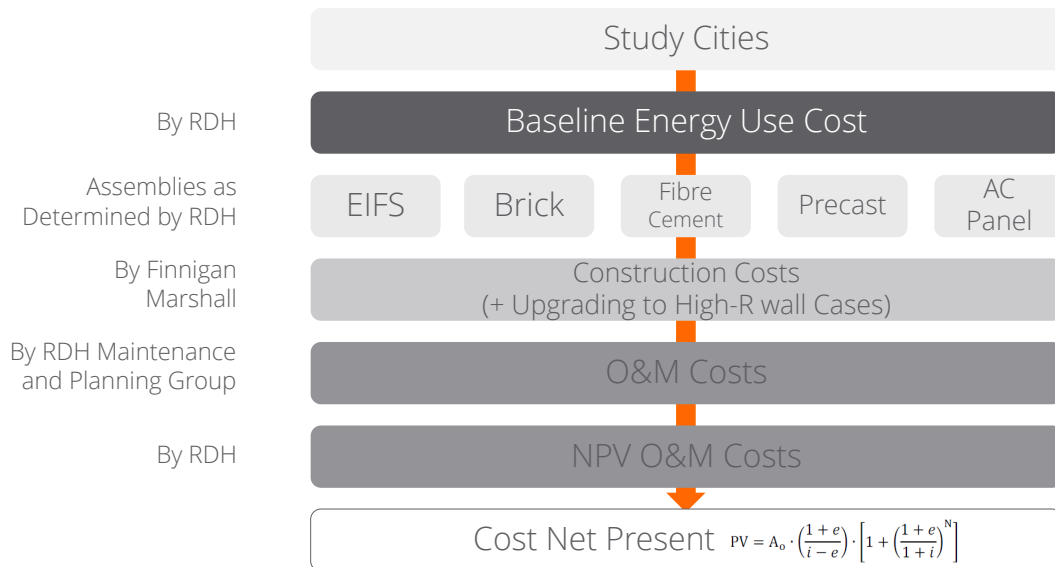 Study Cities
By RDH
Baseline Energy Use Cost
Assemblies as
Determined by RDH
EIFS
Brick
Fibre
Cement
Precast
AC
Panel
By Finnigan
Marshall
Construction Costs
(+ Upgrading to High-R wall Cases)
By RDH Maintenance
and Planning Group
O&M Costs
By RDH
NPV O&M Costs
Cost Net Present PV = A₀ · ((1 + e)/(i − e)) · [1 + ((1 + e)/(1 + i))^N]